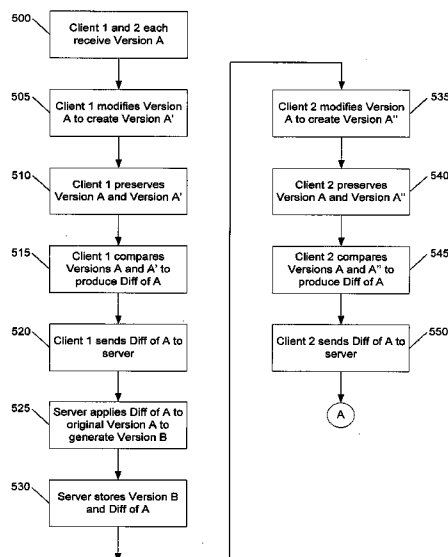 500
Client 1 and 2 each
receive Version A
505
Client 1 modifies Version
A to create Version A'
510
Client 1 preserves
Version A and Version A'
515
Client 1 compares
Versions A and A' to
produce Diff of A
520
Client 1 sends Diff of A to
server
525
Server applies Diff of A to
original Version A to
generate Version B
530
Server stores Version B
and Diff of A
535
Client 2 modifies Version
A to create Version A"
540
Client 2 preserves
Version A and Version A"
545
Client 2 compares
Versions A and A" to
produce Diff of A
550
Client 2 sends Diff of A to
server
A